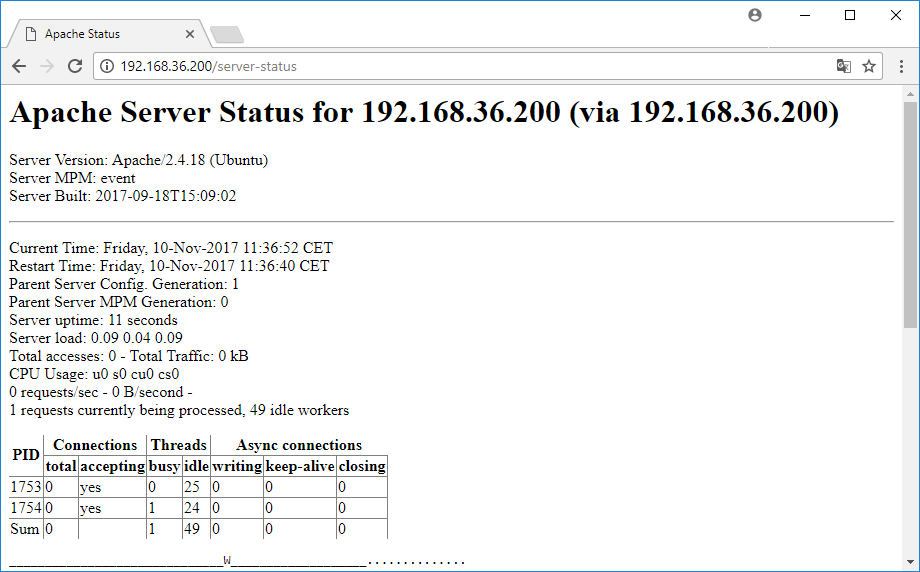 Apache Status
192.168.36.200/server-status
Apache Server Status for 192.168.36.200 (via 192.168.36.200)
Server Version: Apache/2.4.18 (Ubuntu)
Server MPM: event
Server Built: 2017-09-18T15:09:02
Current Time: Friday, 10-Nov-2017 11:36:52 CET
Restart Time: Friday, 10-Nov-2017 11:36:40 CET
Parent Server Config. Generation: 1
Parent Server MPM Generation: 0
Server uptime: 11 seconds
Server load: 0.09 0.04 0.09
Total accesses: 0 - Total Traffic: 0 kB
CPU Usage: u0 s0 cu0 cs0
0 requests/sec - 0 B/second -
1 requests currently being processed, 49 idle workers
PID Connections Threads Async connections
total accepting busy idle writing keep-alive closing
1753 0 yes 0 25 0 0 0
1754 0 yes 1 24 0 0 0
Sum 0 1 49 0 0 0
______________________________W___________________..............